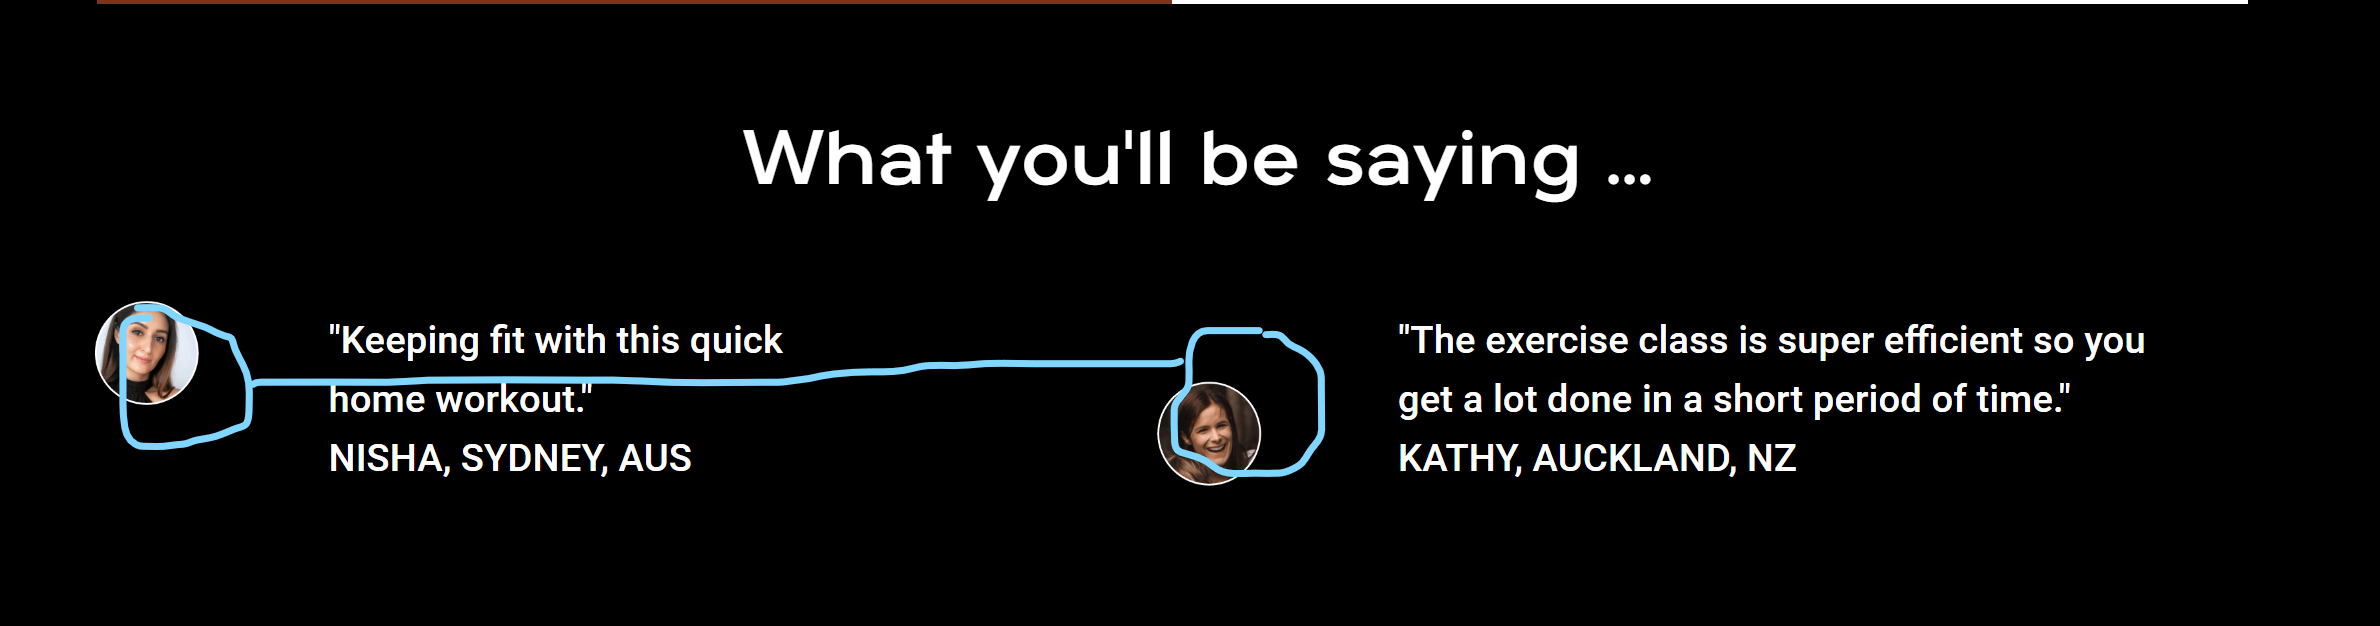 What you'll be saying ...
"Keeping fit with this quick
home workout."
NISHA, SYDNEY, AUS
"The exercise class is super efficient so you
get a lot done in a short period of time."
KATHY, AUCKLAND, NZ